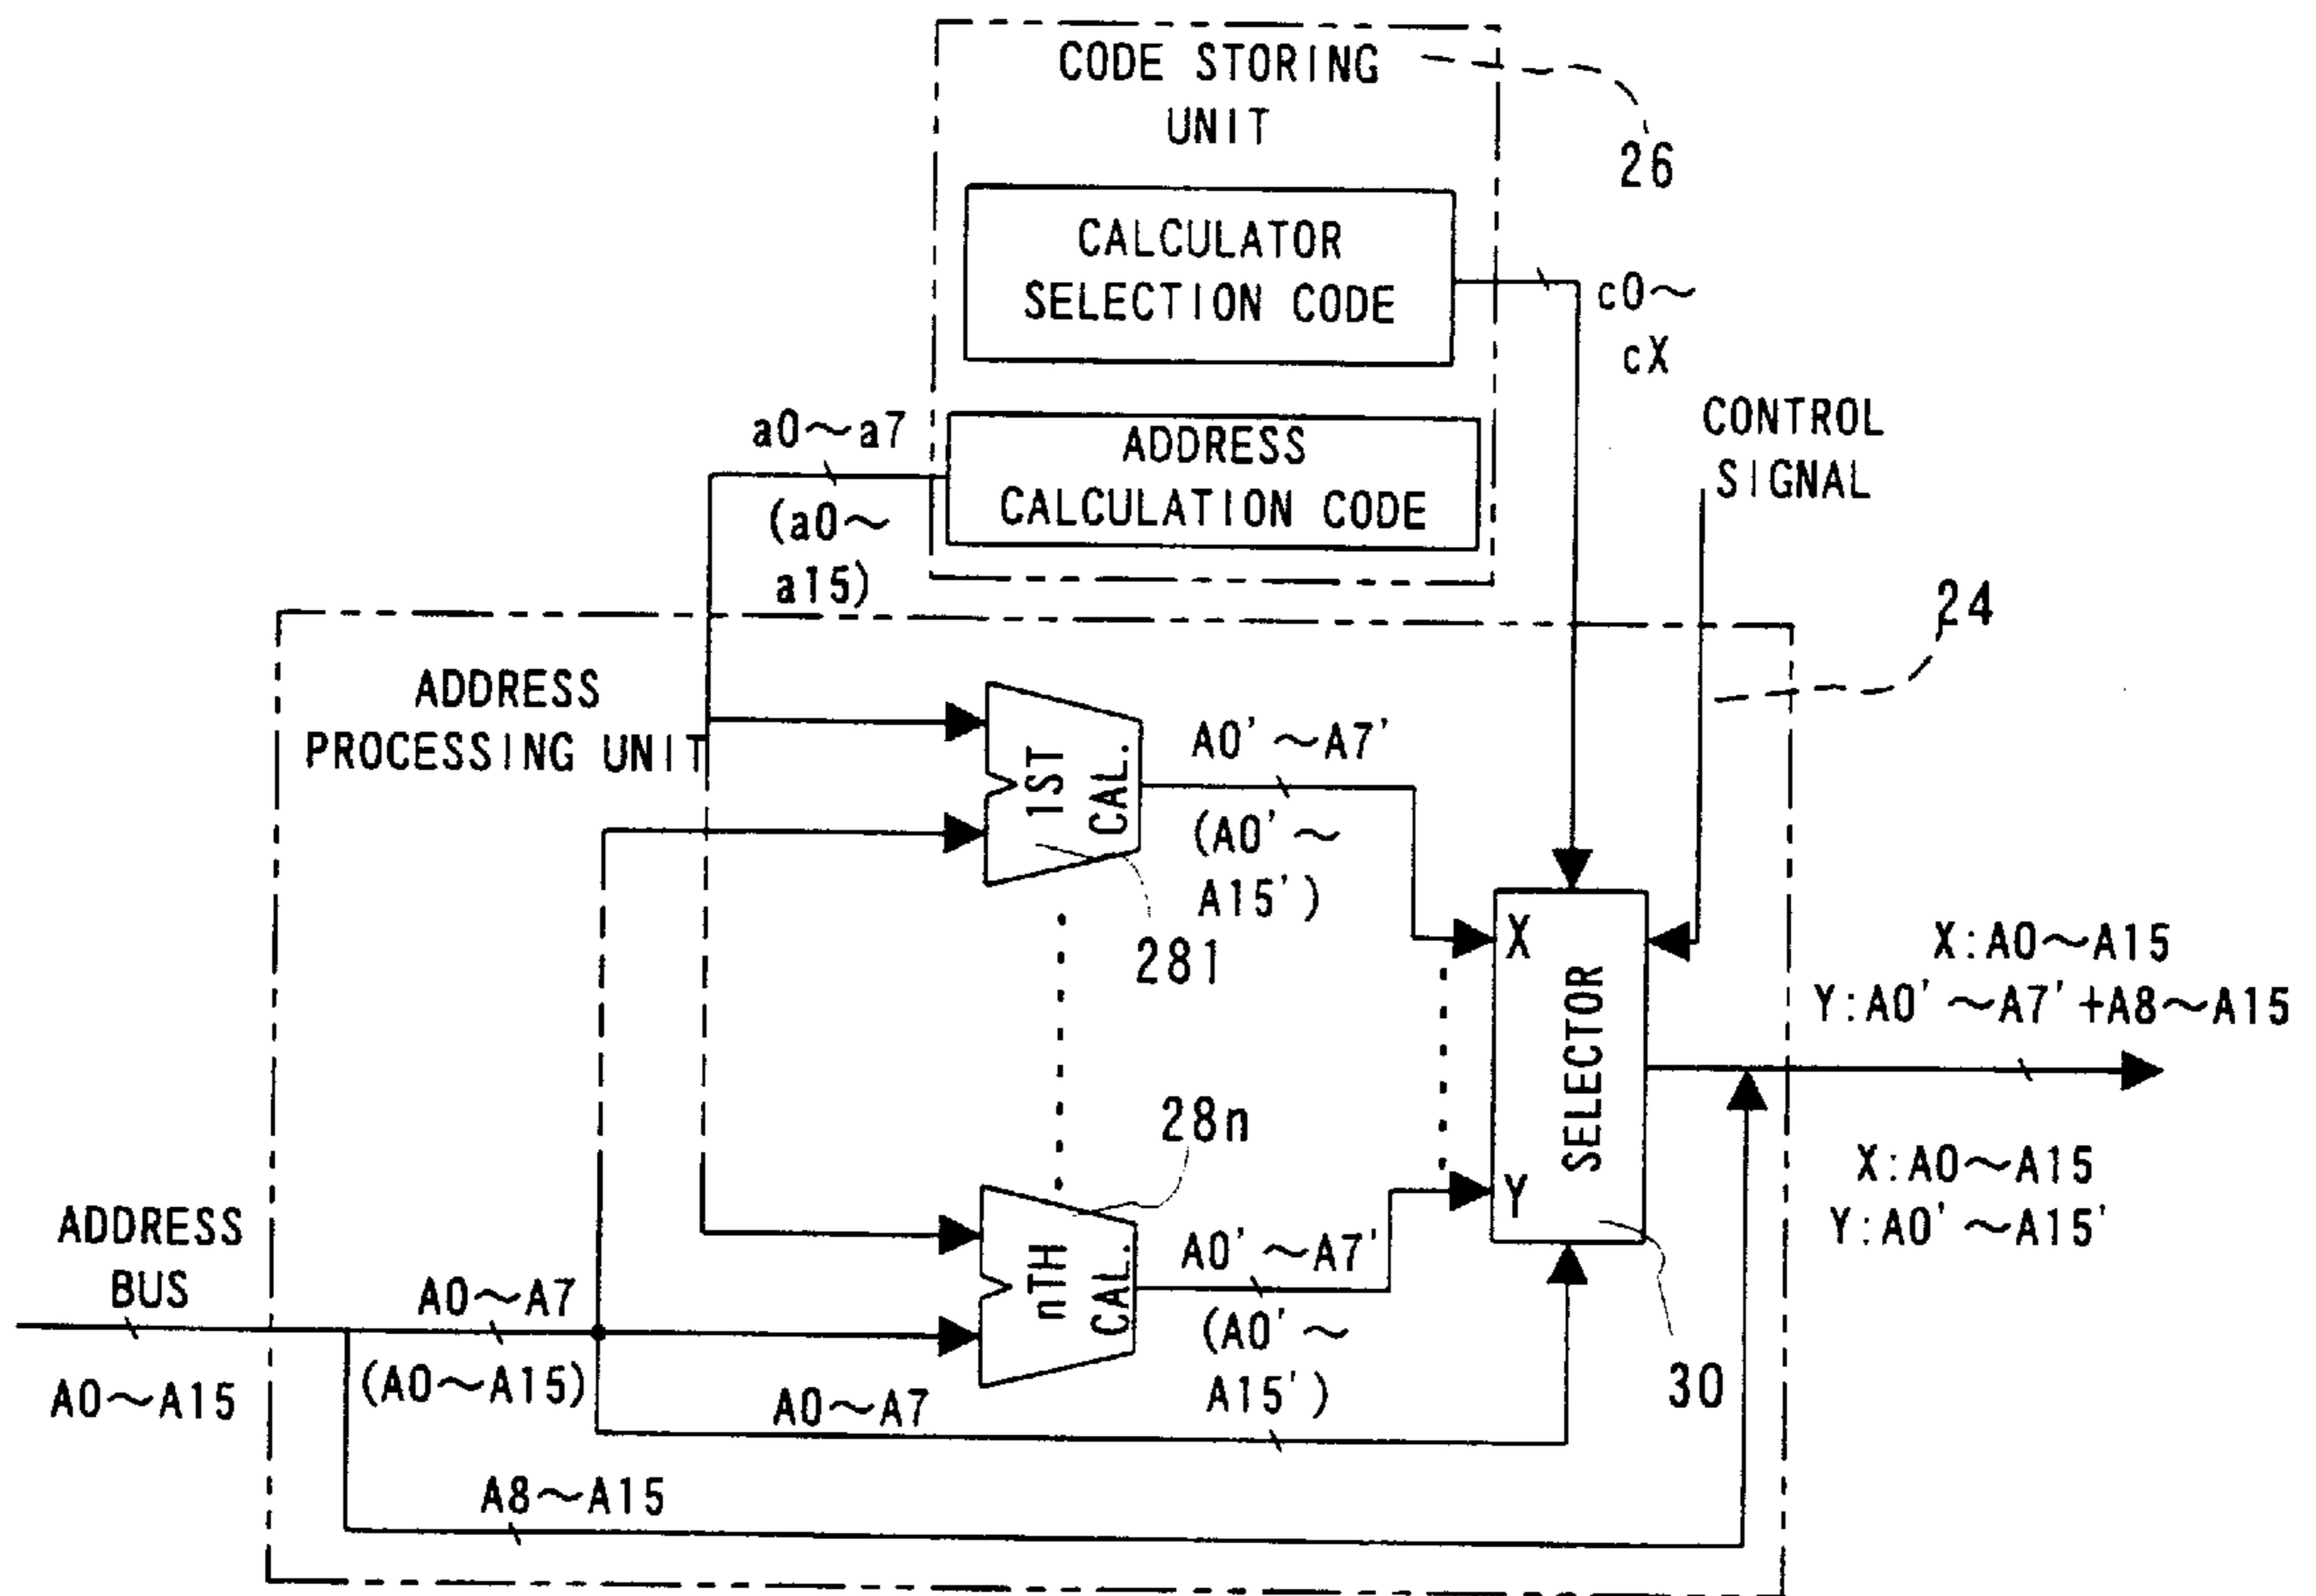 CODE STORING
UNIT
26
CALCULATOR
SELECTION CODE
c0～
cX
a0～a7
(a0～
a15)
ADDRESS
CALCULATION CODE
CONTROL
SIGNAL
24
ADDRESS
PROCESSING UNIT
1ST
CAL.
A0'～A7'
(A0'～
A15')
281
X
SELECTOR
Y
X:A0～A15
Y:A0'～A7'+A8～A15
X:A0～A15
Y:A0'～A15'
28n
nTH
CAL.
A0'～A7'
(A0'～
A15')
30
ADDRESS
BUS
A0～A15
A0～A7
(A0～A15)
A0～A7
A8～A15